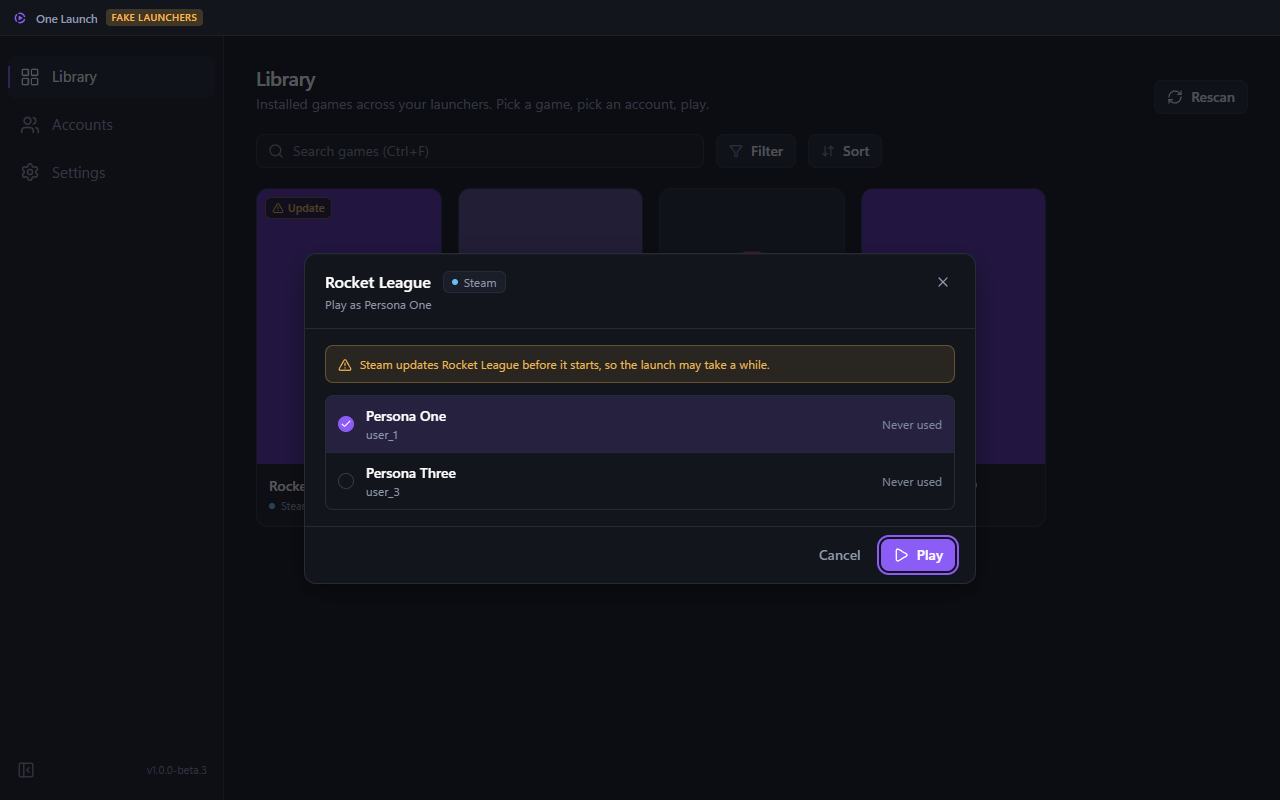 One Launch FAKE LAUNCHERS
Library
Accounts
Settings
Library
Installed games across your launchers. Pick a game, pick an account, play.
Rescan
Search games (Ctrl+F)
Filter
Sort
Update
Rocket League Steam
Play as Persona One
Steam updates Rocket League before it starts, so the launch may take a while.
Persona One
user_1
Never used
Persona Three
user_3
Never used
Cancel
Play
v1.0.0-beta.3